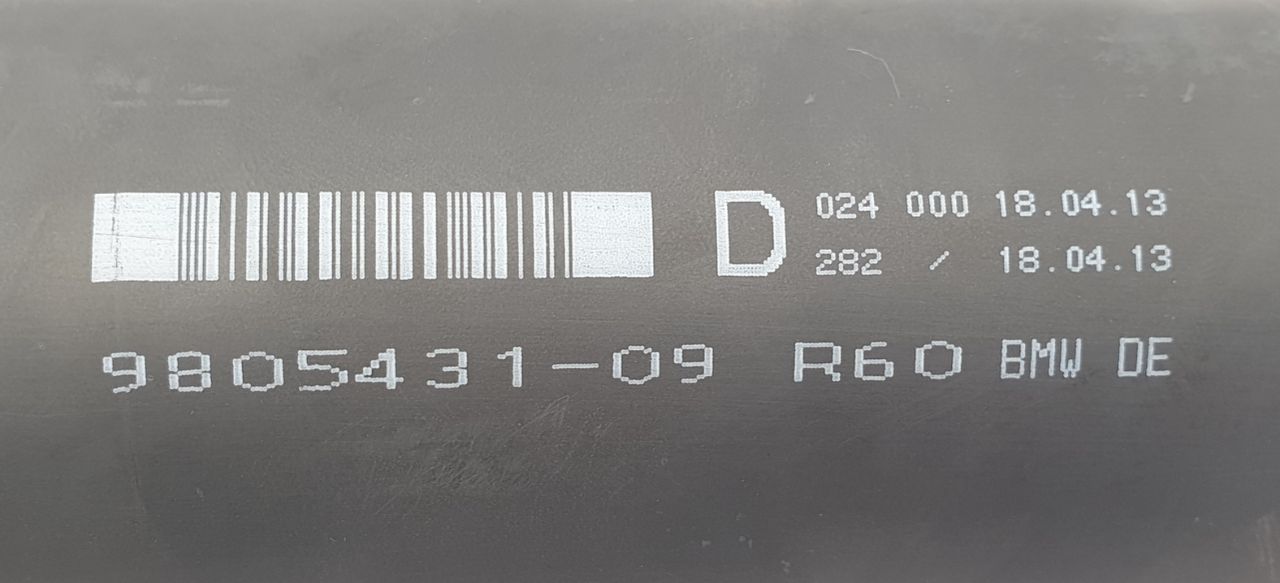 D 024 000 18.04.13
282 / 18.04.13
9805431-09 R60 BMW DE